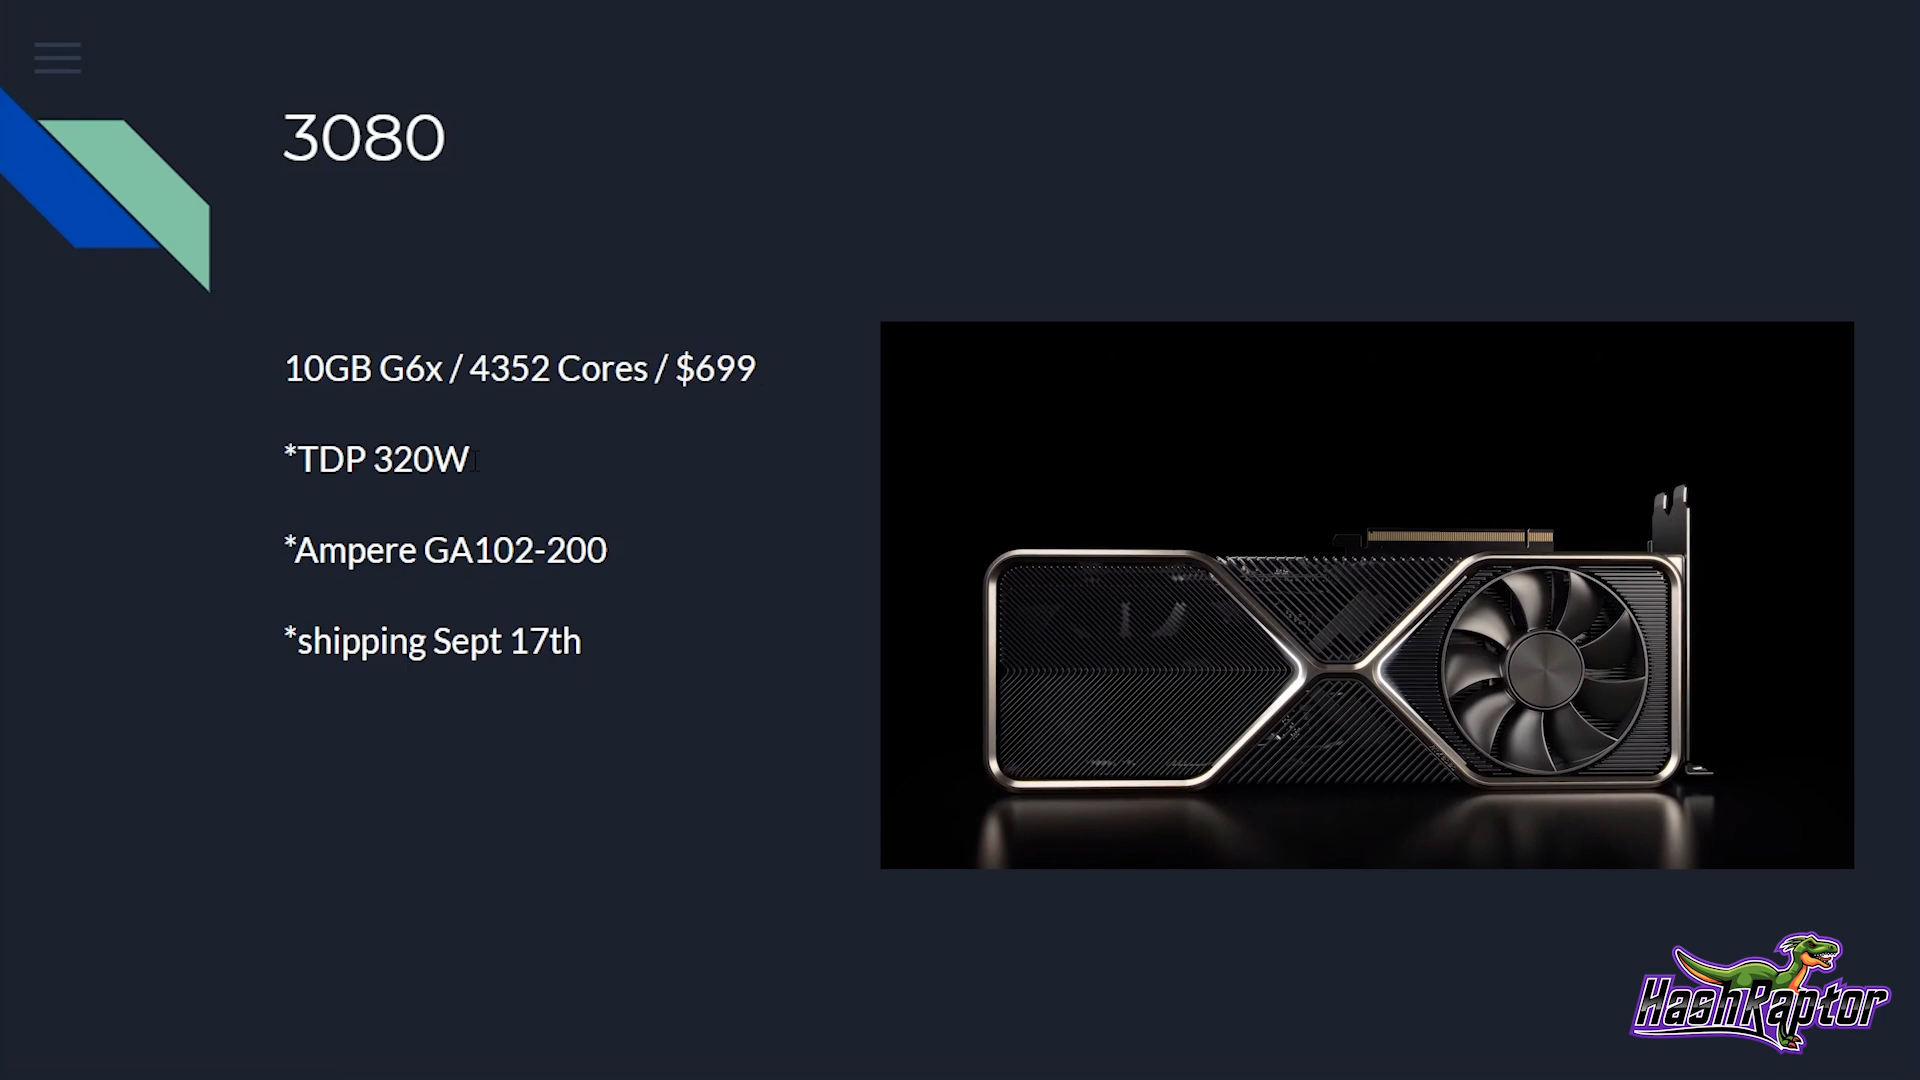 3080
10GB G6x / 4352 Cores / $699
*TDP 320W
*Ampere GA102-200
*shipping Sept 17th
HashRaptor